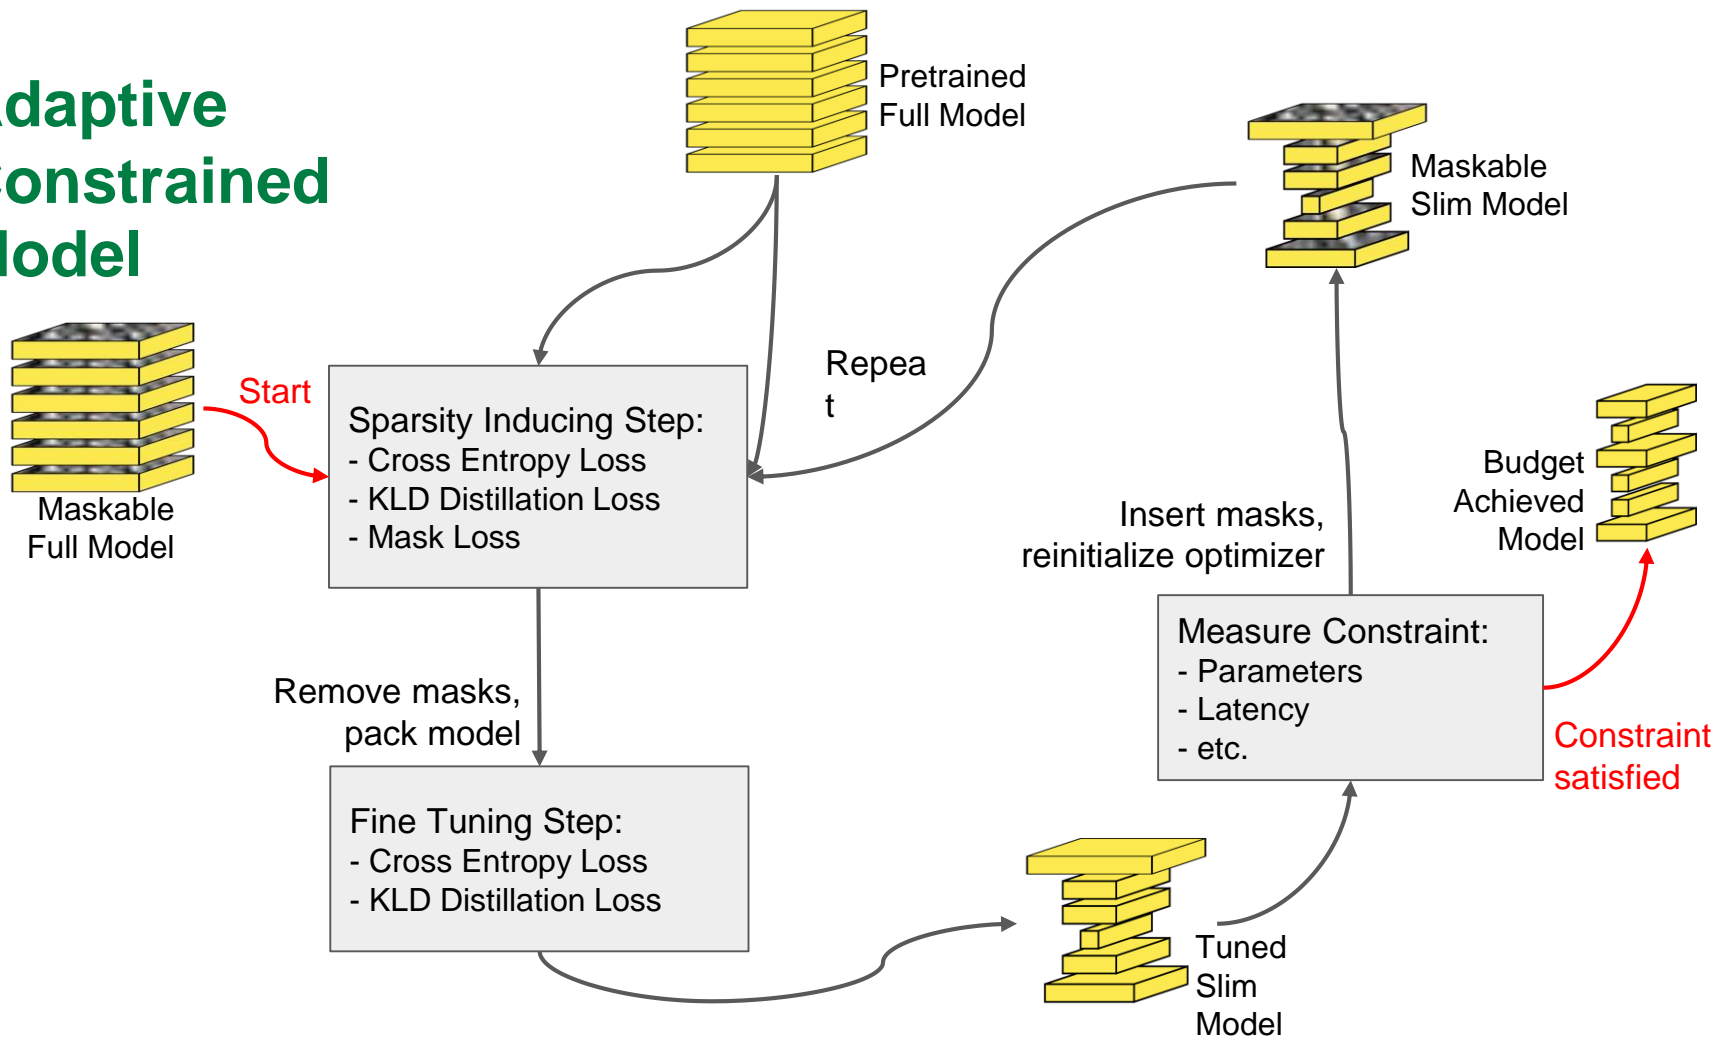 daptive
onstrained
odel
Pretrained
Full Model
Maskable
Slim Model
Start
Maskable
Full Model
Repea
t
Sparsity Inducing Step:
- Cross Entropy Loss
- KLD Distillation Loss
- Mask Loss
Insert masks,
reinitialize optimizer
Budget
Achieved
Model
Measure Constraint:
- Parameters
- Latency
- etc.
Constraint
satisfied
Remove masks,
pack model
Fine Tuning Step:
- Cross Entropy Loss
- KLD Distillation Loss
Tuned
Slim
Model